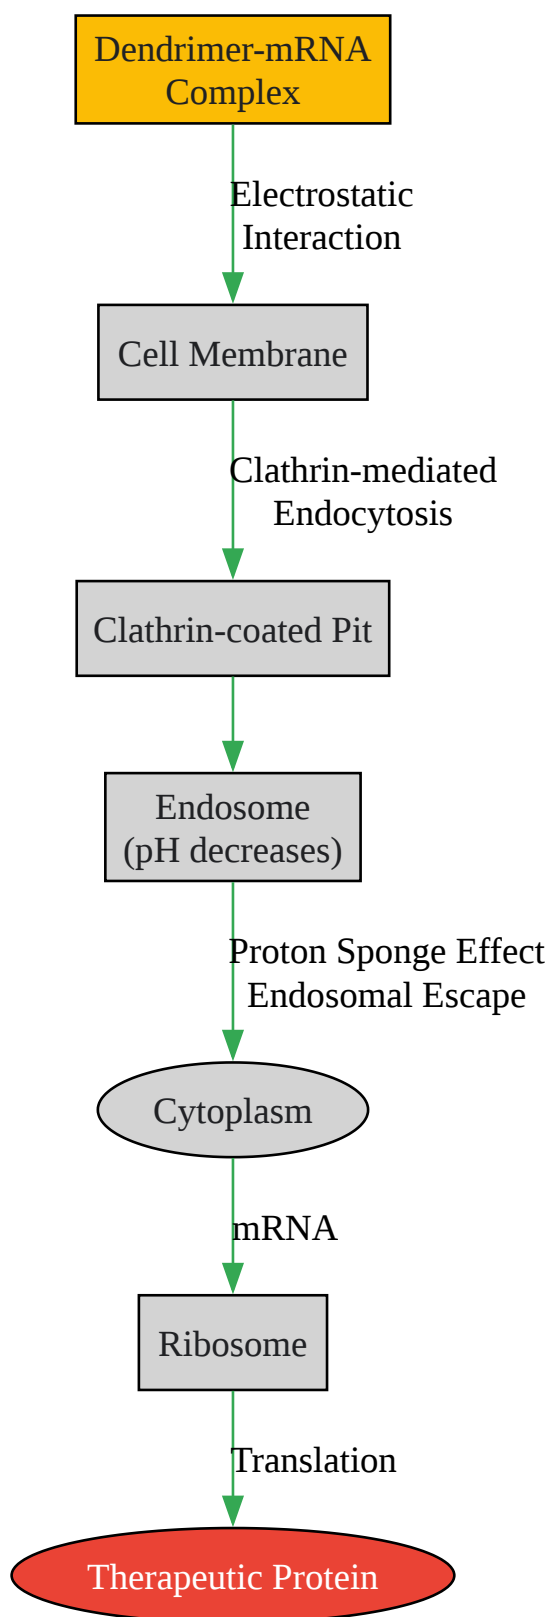 Dendrimer-mRNA
Complex
Electrostatic
Interaction
Cell Membrane
Clathrin-mediated
Endocytosis
Clathrin-coated Pit
Endosome
(pH decreases)
Proton Sponge Effect
Endosomal Escape
Cytoplasm
mRNA
Ribosome
Translation
Therapeutic Protein